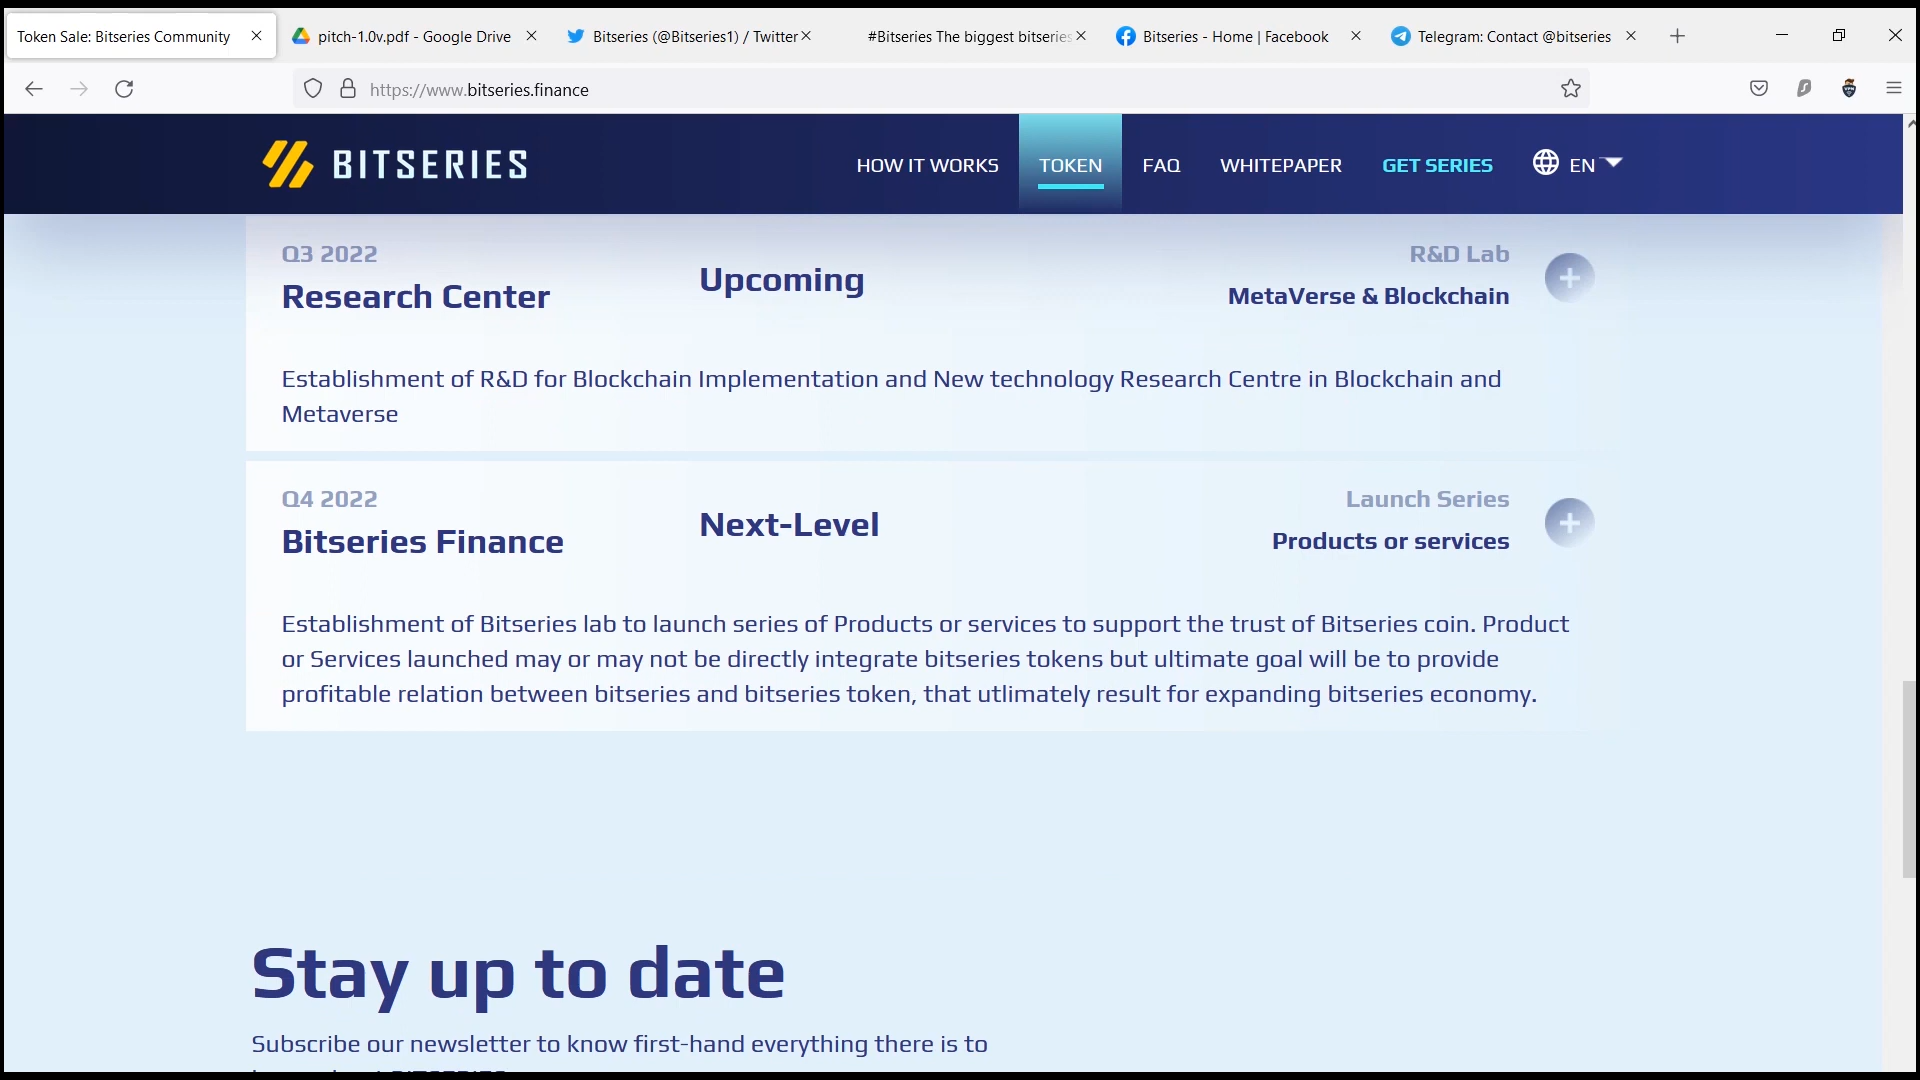 Token Sale: Bitseries Community
pitch-1.0v.pdf - Google Drive
Bitseries (@Bitseries1) / Twitter
#Bitseries The biggest bitseries
Bitseries - Home | Facebook
Telegram: Contact @bitseries
https://www.bitseries.finance
BITSERIES
HOW IT WORKS
TOKEN
FAQ
WHITEPAPER
GET SERIES
EN
Q3 2022
Research Center
Upcoming
R&D Lab
MetaVerse & Blockchain
Establishment of R&D for Blockchain Implementation and New technology Research Centre in Blockchain and
Metaverse
Q4 2022
Bitseries Finance
Next-Level
Launch Series
Products or services
Establishment of Bitseries lab to launch series of Products or services to support the trust of Bitseries coin. Product
or Services launched may or may not be directly integrate bitseries tokens but ultimate goal will be to provide
profitable relation between bitseries and bitseries token, that utlimately result for expanding bitseries economy.
Stay up to date
Subscribe our newsletter to know first-hand everything there is to